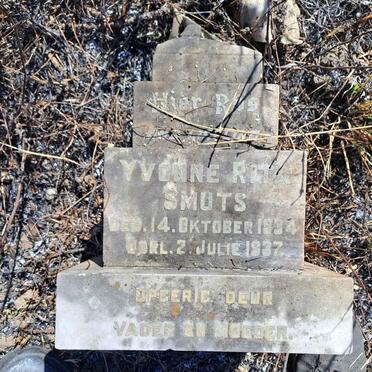 Hier Rus
YVONNE
SMUTS
GEB. 14. OKTOBER 1934
OORL. 2. JULIE 1937.
OPGERIG DEUR
VADER EN MOEDER